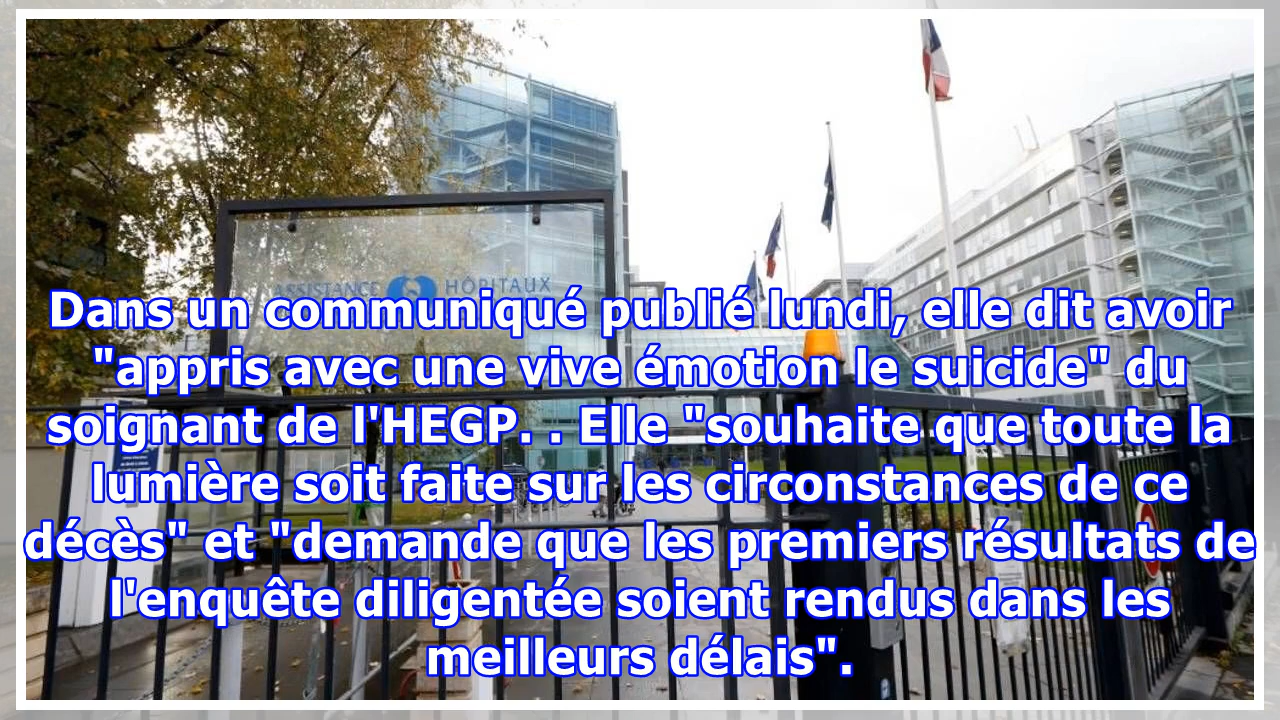 ASSISTANCE HÔPITAUX
Dans un communiqué publié lundi, elle dit avoir
"appris avec une vive émotion le suicide" du
soignant de l'HEGP. . Elle "souhaite que toute la
lumière soit faite sur les circonstances de ce
décès" et "demande que les premiers résultats de
l'enquête diligentée soient rendus dans les
meilleurs délais".